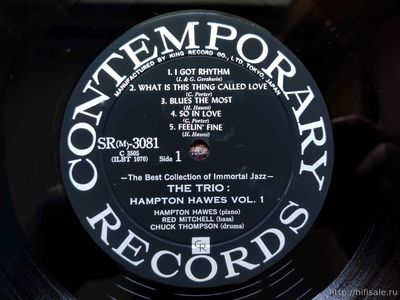 CONTEMPORARY RECORDS
MANUFACTURED BY KING RECORD CO., LTD, TOKYO, JAPAN
1. I GOT RHYTHM
(I. & G. Gershwin)
2. WHAT IS THIS THING CALLED LOVE
(C. Porter)
3. BLUES THE MOST
(H. Hawes)
4. SO IN LOVE
(C. Porter)
5. FEELIN' FINE
(H. Hawes)
SR(M)-3081
C 3505
(ILBT 1070)
Side 1
—The Best Collection of Immortal Jazz—
THE TRIO :
HAMPTON HAWES VOL. 1
HAMPTON HAWES (piano)
RED MITCHELL (bass)
CHUCK THOMPSON (drums)
CR
https://hifisale.ru